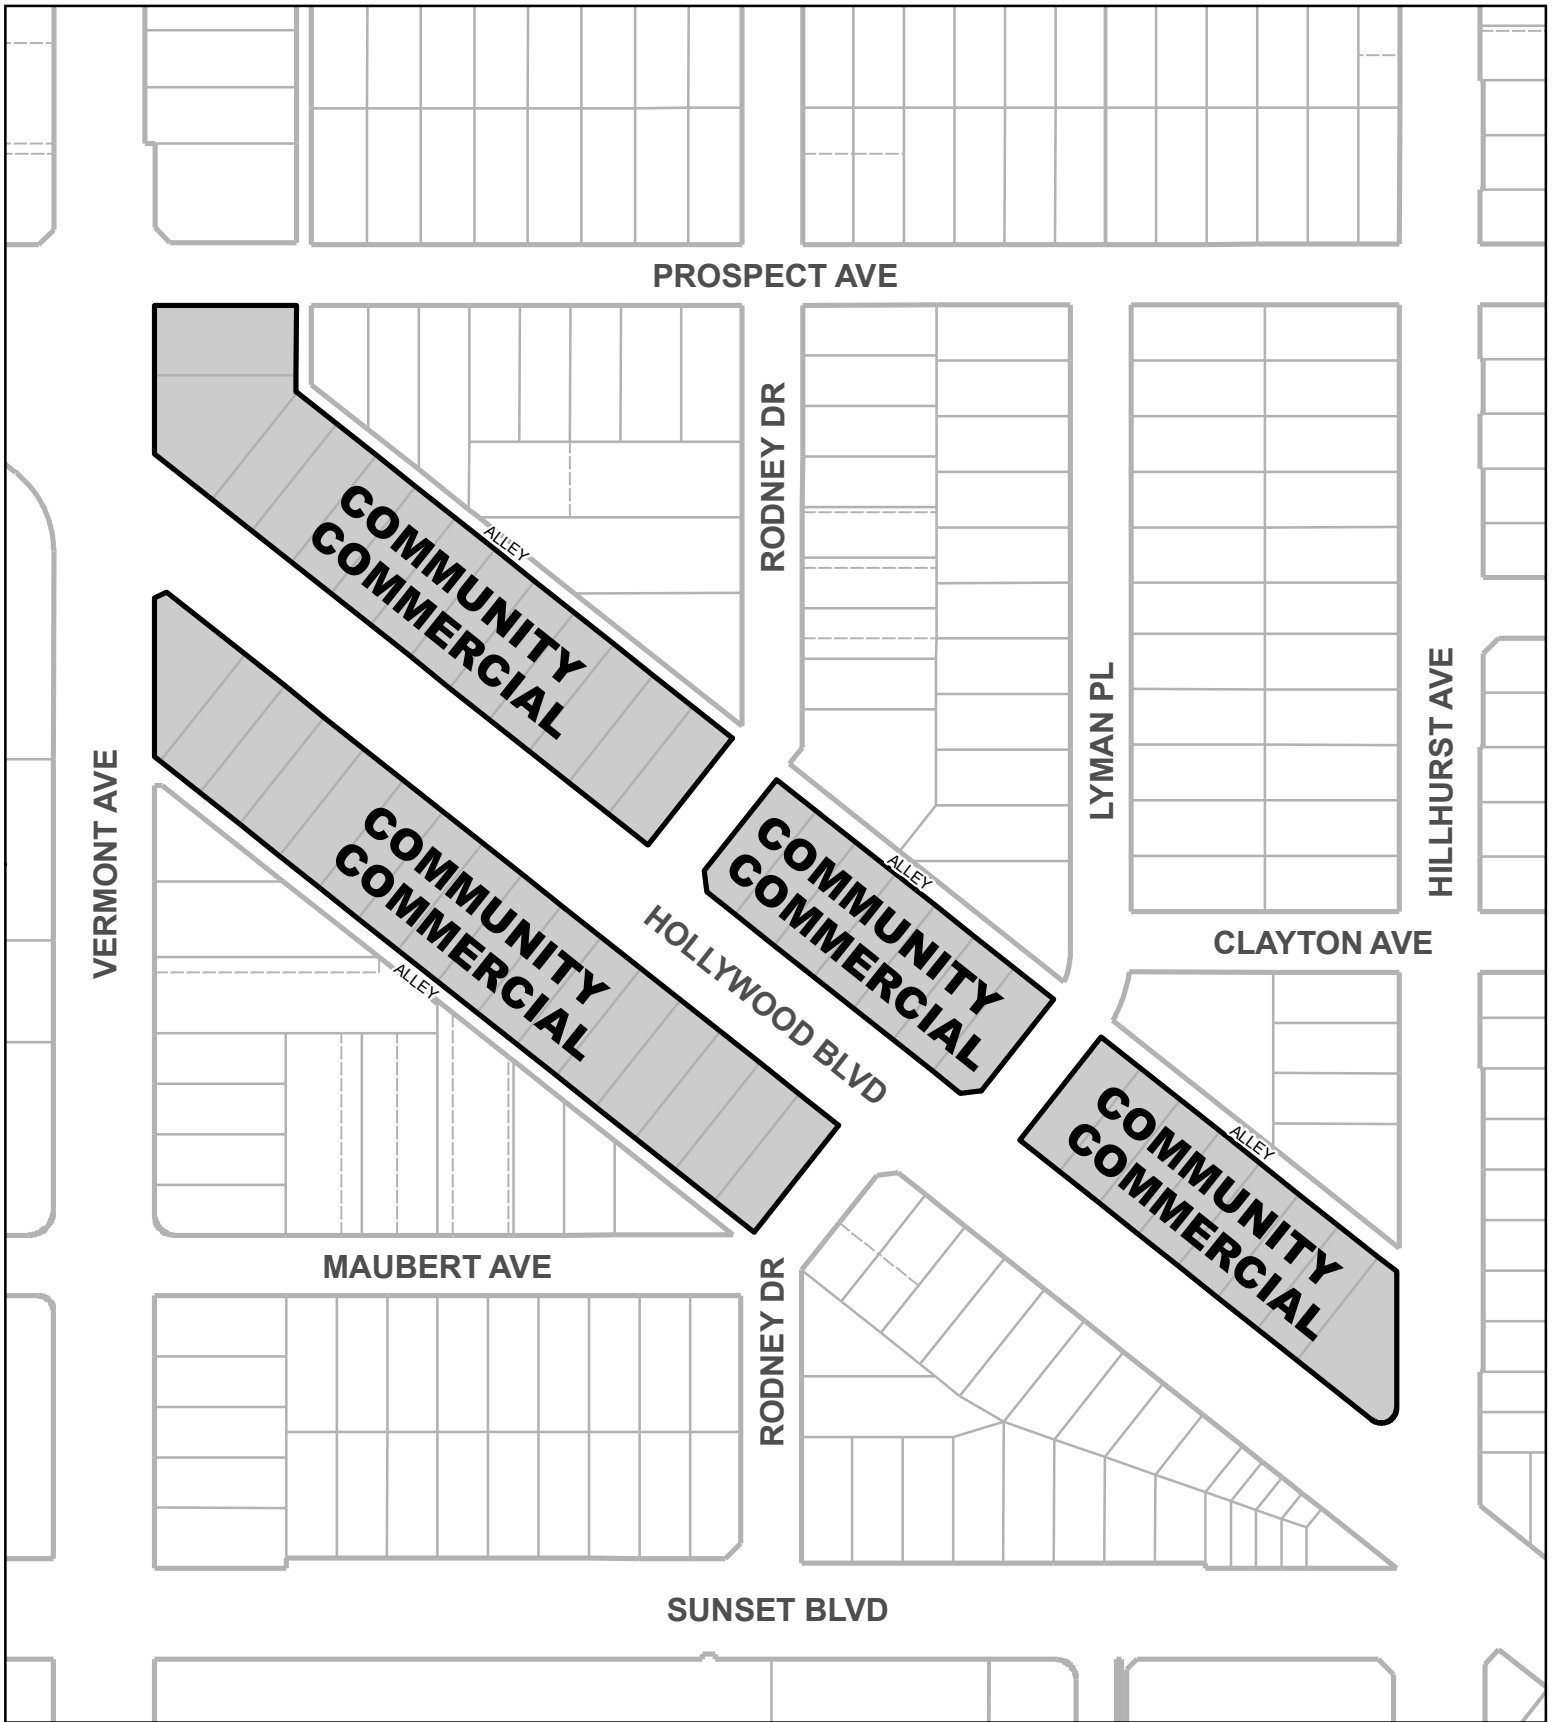 PROSPECT AVE
RODNEY DR
COMMUNITY
COMMERCIAL
ALLEY
LYMAN PL
HILLHURST AVE
VERMONT AVE
COMMUNITY
COMMERCIAL
ALLEY
HOLLYWOOD BLVD
COMMUNITY
COMMERCIAL
ALLEY
CLAYTON AVE
COMMUNITY
COMMERCIAL
ALLEY
MAUBERT AVE
RODNEY DR
SUNSET BLVD